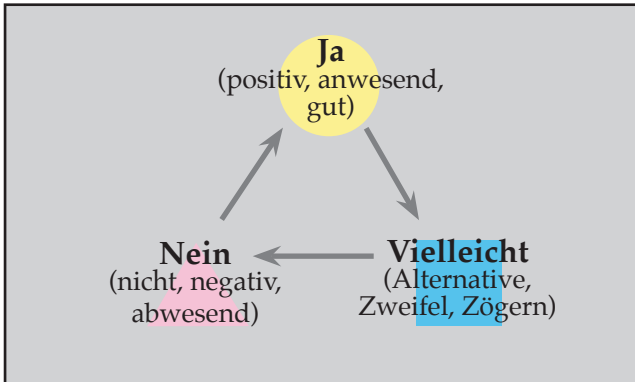 Ja
(positiv, anwesend,
gut)
Nein
(nicht, negativ,
abwesend)
Vielleicht
(Alternative,
Zweifel, Zögern)